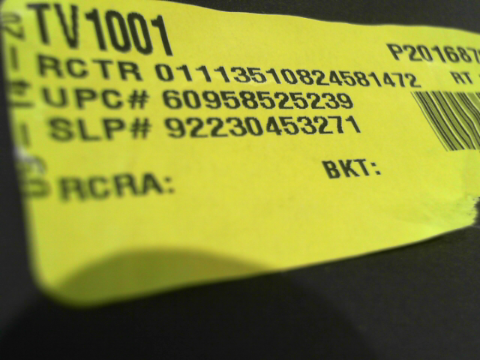 TV1001
P201687
RCTR 01113510824581472 RT
UPC# 60958525239
SLP# 92230453271
RCRA: BKT: